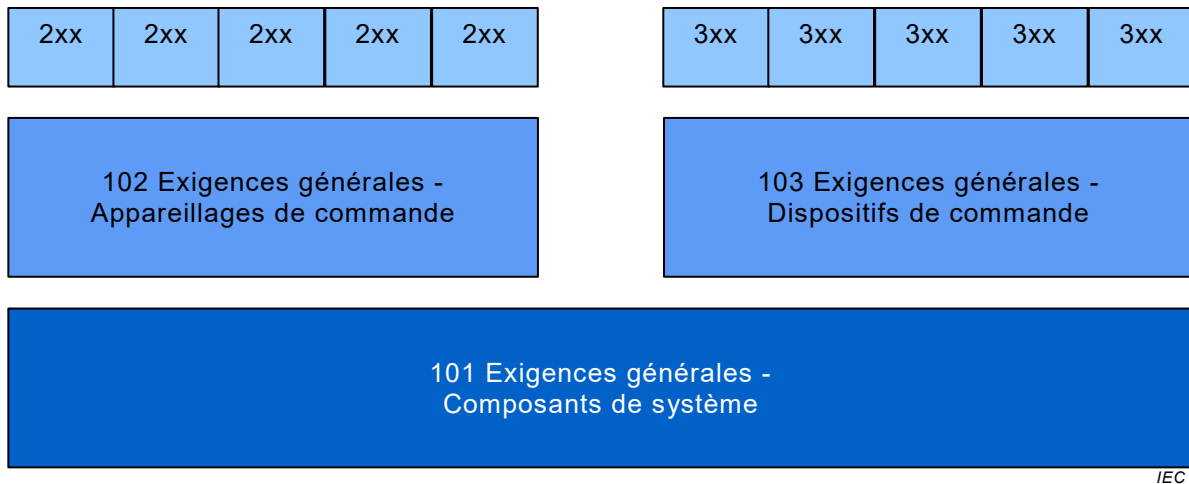 2xx 2xx 2xx 2xx 2xx 3xx 3xx 3xx 3xx 3xx
102 Exigences générales -
Appareillages de commande
103 Exigences générales -
Dispositifs de commande
101 Exigences générales -
Composants de système
IEC